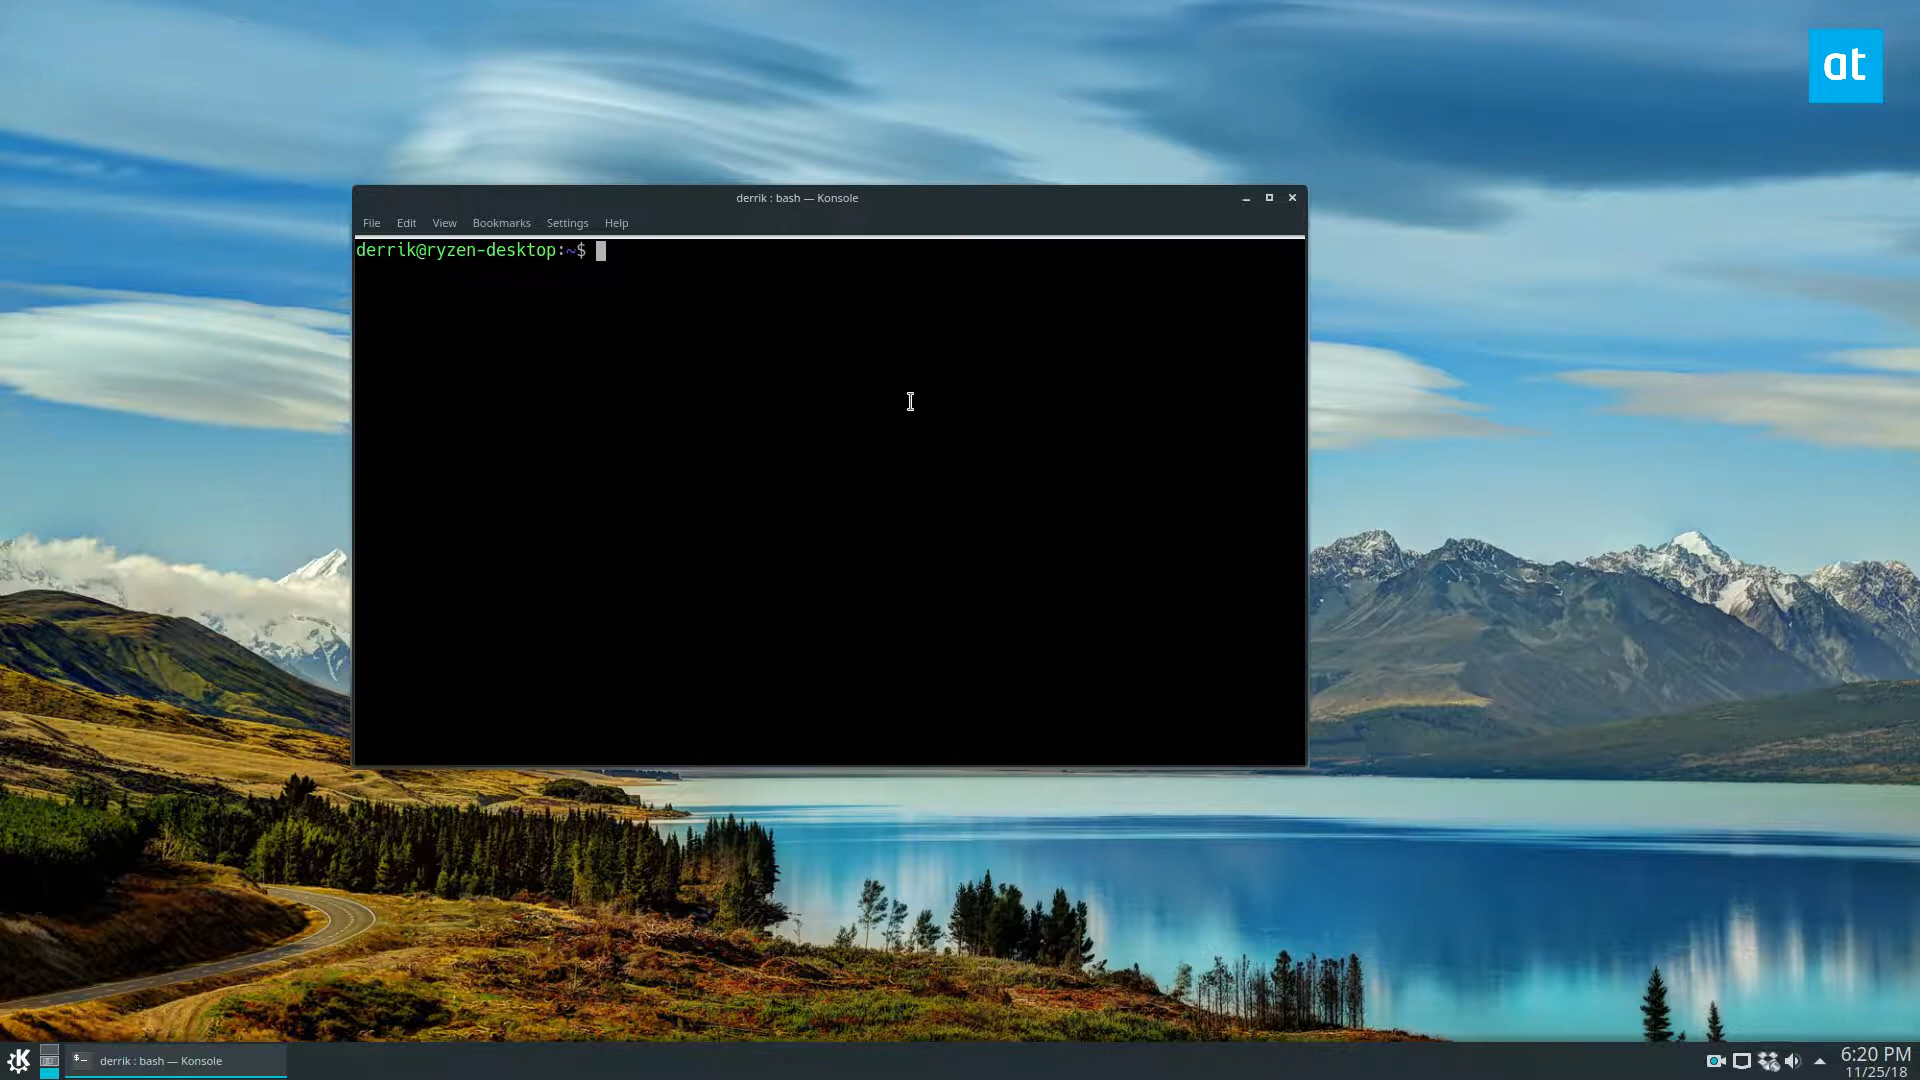 at
derrik : bash — Konsole
File Edit View Bookmarks Settings Help
derrik@ryzen-desktop:~$
$_ derrik : bash — Konsole
6:20 PM
11/25/18